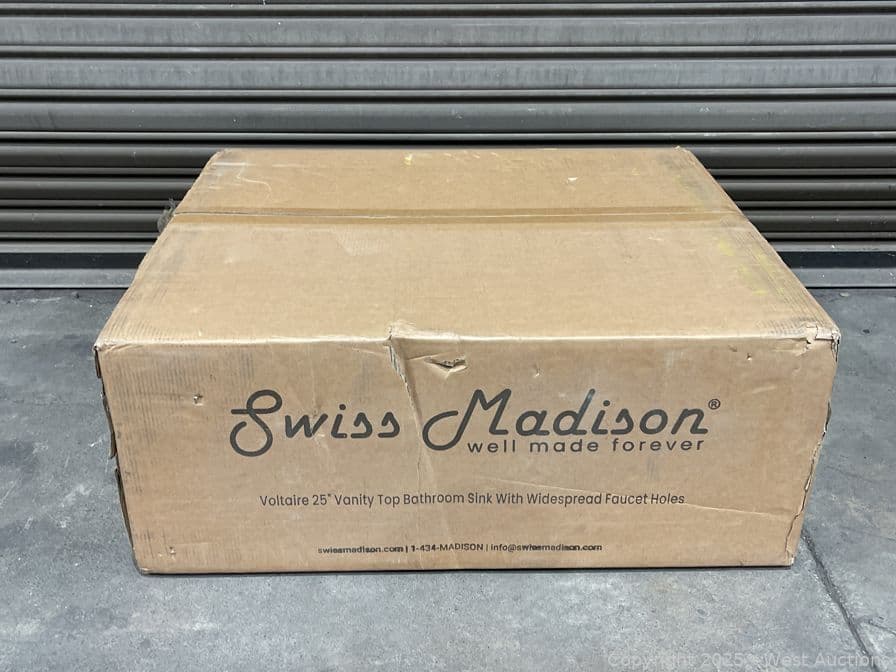 Swiss Madison®
well made forever
Voltaire 25" Vanity Top Bathroom Sink With Widespread Faucet Holes
swissmadison.com | 1-434-MADISON | info@swissmadison.com
Copyright 2025 West Auction